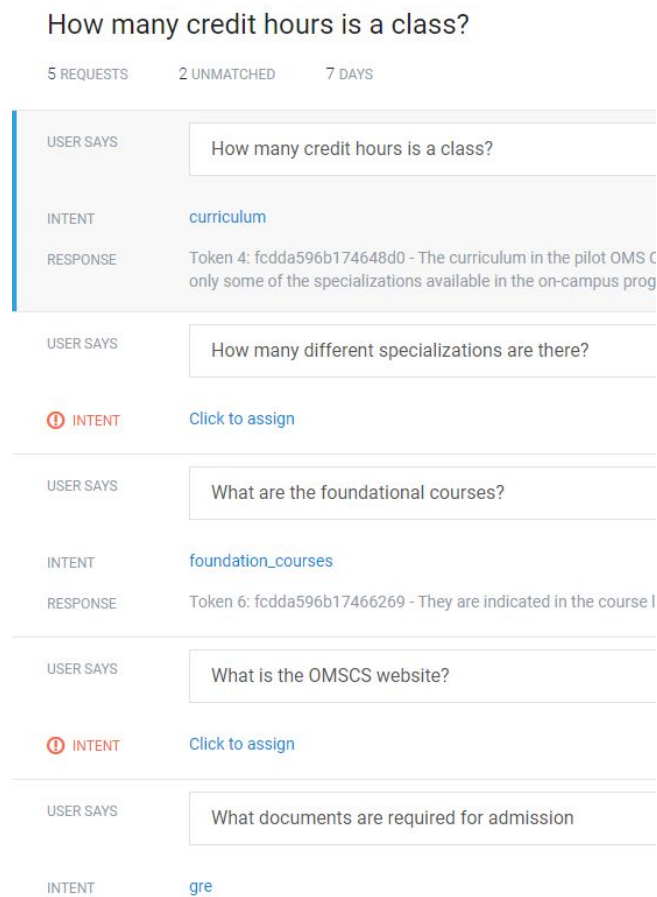 How many credit hours is a class?
5 REQUESTS 2 UNMATCHED 7 DAYS
USER SAYS How many credit hours is a class?
INTENT curriculum
RESPONSE Token 4: fcdda596b174648d0 - The curriculum in the pilot OMS C
only some of the specializations available in the on-campus prog
USER SAYS How many different specializations are there?
INTENT Click to assign
USER SAYS What are the foundational courses?
INTENT foundation_courses
RESPONSE Token 6: fcdda596b17466269 - They are indicated in the course l
USER SAYS What is the OMSCS website?
INTENT Click to assign
USER SAYS What documents are required for admission
INTENT gre